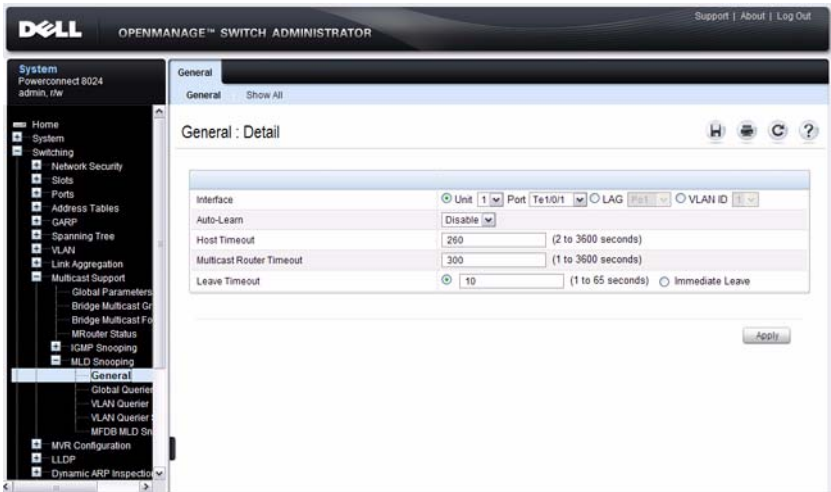 Support | About | Log Out
DELL OPENMANAGE™ SWITCH ADMINISTRATOR
System
Powerconnect 8024
admin, r/w
Home
System
Switching
Network Security
Slots
Ports
Address Tables
GARP
Spanning Tree
VLAN
Link Aggregation
Multicast Support
Global Parameters
Bridge Multicast Gr
Bridge Multicast Fo
MRouter Status
IGMP Snooping
MLD Snooping
General
Global Querier
VLAN Querier
VLAN Querier S
MFDB MLD Sn
MVR Configuration
LLDP
Dynamic ARP Inspection
General
General Show All
General : Detail
Interface Unit 1 Port Te1/0/1 LAG Po1 VLAN ID 1
Auto-Learn Disable
Host Timeout 260 (2 to 3600 seconds)
Multicast Router Timeout 300 (1 to 3600 seconds)
Leave Timeout 10 (1 to 65 seconds) Immediate Leave
Apply